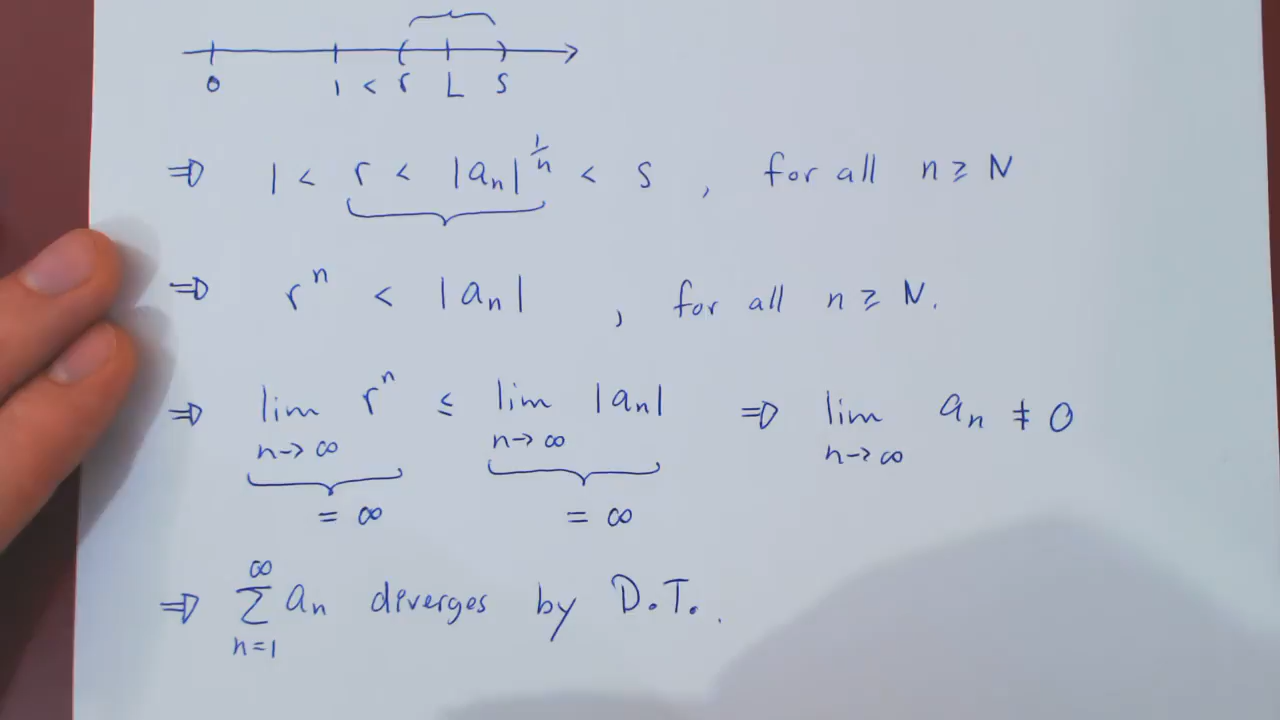 0 1 < r L s
⇒ 1 < r < |aₙ|^{1/n} < s , for all n ≥ N
⇒ rⁿ < |aₙ| , for all n ≥ N.
⇒ lim rⁿ ≤ lim |aₙ| ⇒ lim aₙ ≠ 0
n→∞ n→∞ n→∞
= ∞ = ∞
∞
⇒ Σ aₙ diverges by D.T.
n=1